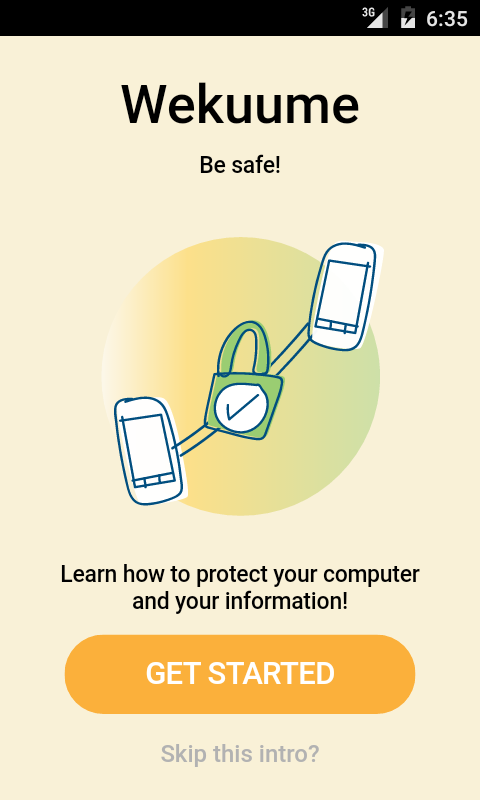 3G 6:35
Wekuume
Be safe!
Learn how to protect your computer
and your information!
GET STARTED
Skip this intro?